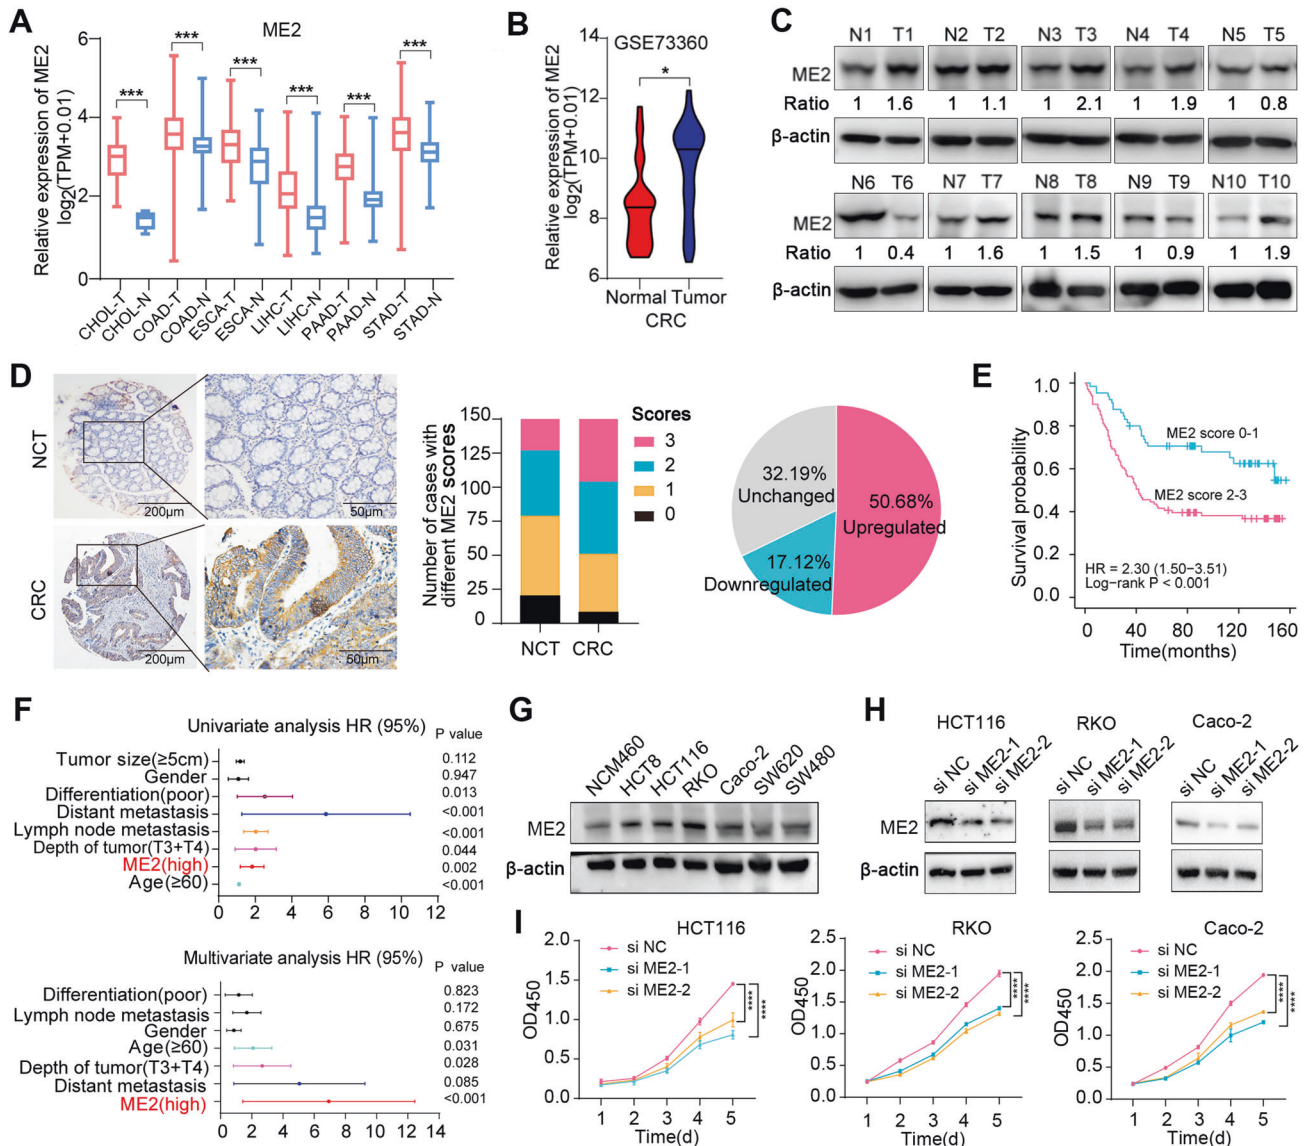 A
ME2
Relative expression of ME2
log2(TPM+0.01)
6
4
2
0
***
***
***
***
***
***
CHOL-T
CHOL-N
COAD-T
COAD-N
ESCA-T
ESCA-N
LIHC-T
LIHC-N
PAAD-T
PAAD-N
STAD-T
STAD-N
B
GSE73360
Relative expression of ME2
log2(TPM+0.01)
14
12
10
8
6
*
Normal Tumor
CRC
C
N1 T1 N2 T2 N3 T3 N4 T4 N5 T5
ME2
Ratio 1 1.6 1 1.1 1 2.1 1 1.9 1 0.8
β-actin
N6 T6 N7 T7 N8 T8 N9 T9 N10 T10
ME2
Ratio 1 0.4 1 1.6 1 1.5 1 0.9 1 1.9
β-actin
D
NCT
200μm
50μm
CRC
200μm
50μm
Number of cases with
different ME2 scores
150
125
100
75
50
25
0
NCT CRC
Scores
3
2
1
0
32.19%
Unchanged
50.68%
Upregulated
17.12%
Downregulated
E
Survival probability
1.0
0.8
0.6
0.4
0.0
ME2 score 0-1
ME2 score 2-3
HR = 2.30 (1.50−3.51)
Log−rank P < 0.001
0 40 80 120 160
Time(months)
F
Univariate analysis HR (95%)
P value
Tumor size(≥5cm) 0.112
Gender 0.947
Differentiation(poor) 0.013
Distant metastasis <0.001
Lymph node metastasis <0.001
Depth of tumor(T3+T4) 0.044
ME2(high) 0.002
Age(≥60) <0.001
0 2 4 6 8 10 12
Multivariate analysis HR (95%)
P value
Differentiation(poor) 0.823
Lymph node metastasis 0.172
Gender 0.675
Age(≥60) 0.031
Depth of tumor(T3+T4) 0.028
Distant metastasis 0.085
ME2(high) <0.001
0 2 4 6 8 10 12 14
G
NCM460
HCT8
HCT116
RKO
Caco-2
SW620
SW480
ME2
β-actin
H
HCT116
si NC
si ME2-1
si ME2-2
RKO
si NC
si ME2-1
si ME2-2
Caco-2
si NC
si ME2-1
si ME2-2
ME2
β-actin
I
HCT116
OD450
2.0
1.5
1.0
0.5
0.0
si NC
si ME2-1
si ME2-2
****
****
1 2 3 4 5
Time(d)
RKO
OD450
2.5
2.0
1.5
1.0
0.5
0.0
si NC
si ME2-1
si ME2-2
****
****
1 2 3 4 5
Time(d)
Caco-2
OD450
2.5
2.0
1.5
1.0
0.5
0.0
si NC
si ME2-1
si ME2-2
****
****
1 2 3 4 5
Time(d)